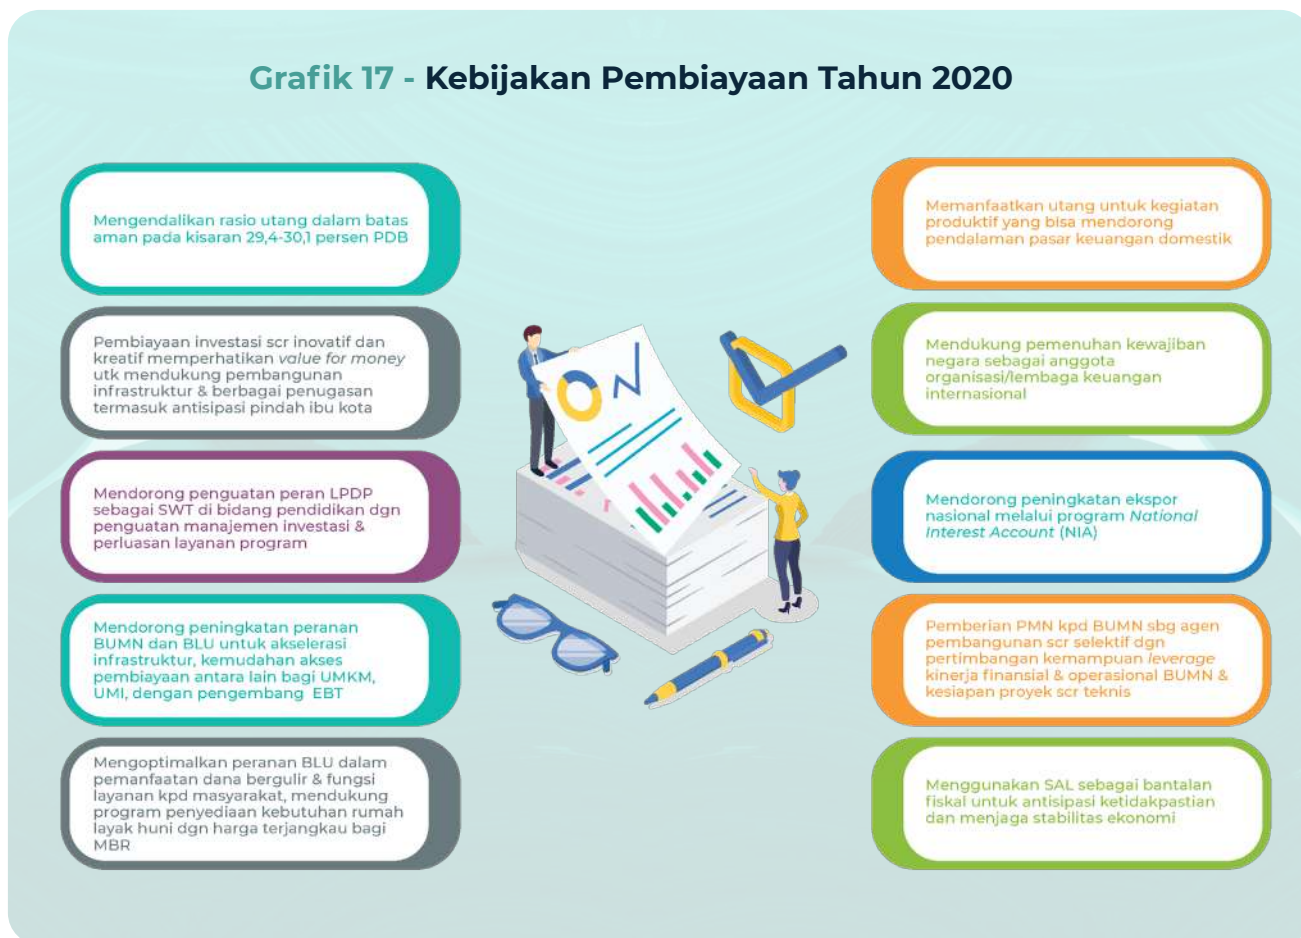 Grafik 17 - Kebijakan Pembiayaan Tahun 2020
Mengendalikan rasio utang dalam batas
aman pada kisaran 29,4-30,1 persen PDB
Pembiayaan investasi scr inovatif dan
kreatif memperhatikan value for money
utk mendukung pembangunan
infrastruktur & berbagai penugasan
termasuk antisipasi pindah ibu kota
Mendorong penguatan peran LPDP
sebagai SWT di bidang pendidikan dgn
penguatan manajemen investasi &
perluasan layanan program
Mendorong peningkatan peranan
BUMN dan BLU untuk akselerasi
infrastruktur, kemudahan akses
pembiayaan antara lain bagi UMKM,
UMI, dengan pengembang EBT
Mengoptimalkan peranan BLU dalam
pemanfaatan dana bergulir & fungsi
layanan kpd masyarakat, mendukung
program penyediaan kebutuhan rumah
layak huni dgn harga terjangkau bagi
MBR
Memanfaatkan utang untuk kegiatan
produktif yang bisa mendorong
pendalaman pasar keuangan domestik
Mendukung pemenuhan kewajiban
negara sebagai anggota
organisasi/lembaga keuangan
internasional
Mendorong peningkatan ekspor
nasional melalui program National
Interest Account (NIA)
Pemberian PMN kpd BUMN sbg agen
pembangunan scr selektif dgn
pertimbangan kemampuan leverage
kinerja finansial & operasional BUMN &
kesiapan proyek scr teknis
Menggunakan SAL sebagai bantalan
fiskal untuk antisipasi ketidakpastian
dan menjaga stabilitas ekonomi